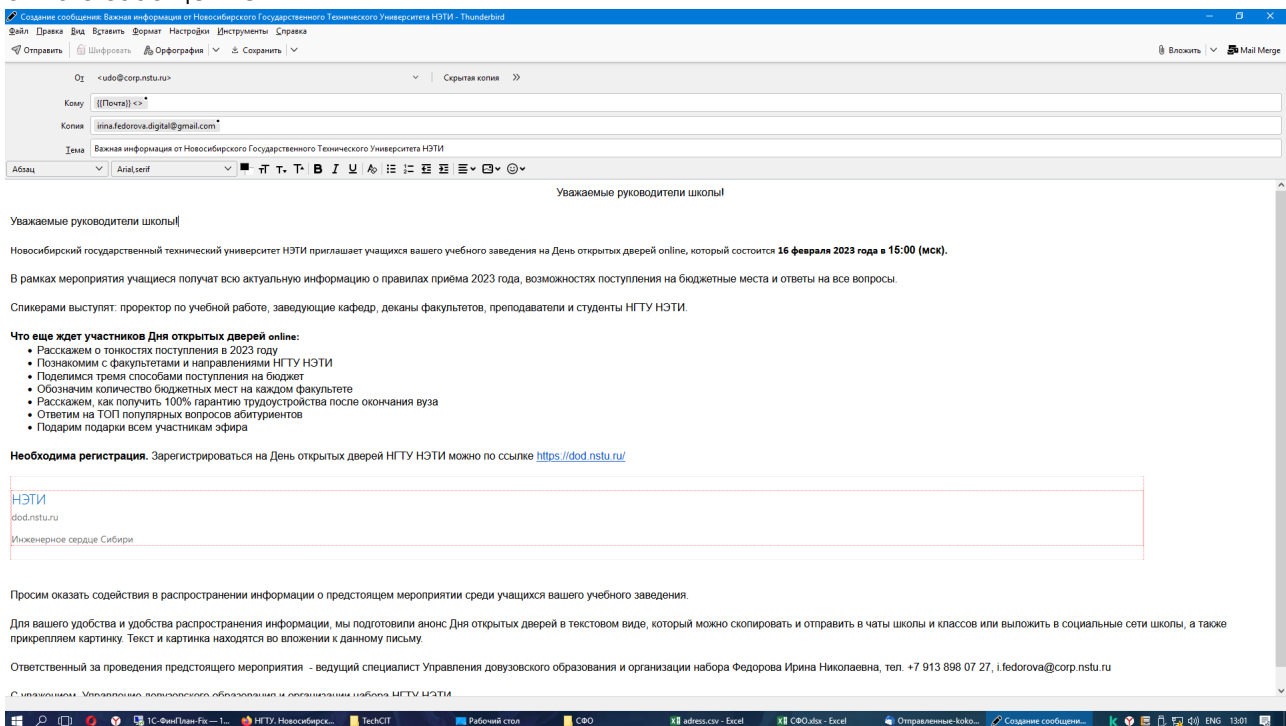 Создание сообщения: Важная информация от Новосибирского Государственного Технического Университета НЭТИ - Thunderbird
Файл Правка Вид Вставить Формат Настройки Инструменты Справка
Отправить Шифровать Орфография Сохранить Вложить Mail Merge
От <udo@corp.nstu.ru> Скрытая копия
Кому {{Почта}} <>
Копия irina.fedorova.digital@gmail.com
Тема Важная информация от Новосибирского Государственного Технического Университета НЭТИ
Абзац Arial,serif
Уважаемые руководители школы!
Уважаемые руководители школы!
Новосибирский государственный технический университет НЭТИ приглашает учащихся вашего учебного заведения на День открытых дверей online, который состоится 16 февраля 2023 года в 15:00 (мск).
В рамках мероприятия учащиеся получат всю актуальную информацию о правилах приёма 2023 года, возможностях поступления на бюджетные места и ответы на все вопросы.
Спикерами выступят: проректор по учебной работе, заведующие кафедр, деканы факультетов, преподаватели и студенты НГТУ НЭТИ.
Что еще ждет участников Дня открытых дверей online:
• Расскажем о тонкостях поступления в 2023 году
• Познакомим с факультетами и направлениями НГТУ НЭТИ
• Поделимся тремя способами поступления на бюджет
• Обозначим количество бюджетных мест на каждом факультете
• Расскажем, как получить 100% гарантию трудоустройства после окончания вуза
• Ответим на ТОП популярных вопросов абитуриентов
• Подарим подарки всем участникам эфира
Необходима регистрация. Зарегистрироваться на День открытых дверей НГТУ НЭТИ можно по ссылке https://dod.nstu.ru/
НЭТИ
dod.nstu.ru
Инженерное сердце Сибири
Просим оказать содействия в распространении информации о предстоящем мероприятии среди учащихся вашего учебного заведения.
Для вашего удобства и удобства распространения информации, мы подготовили анонс Дня открытых дверей в текстовом виде, который можно скопировать и отправить в чаты школы и классов или выложить в социальные сети школы, а также
прикрепляем картинку. Текст и картинка находятся во вложении к данному письму.
Ответственный за проведения предстоящего мероприятия - ведущий специалист Управления довузовского образования и организации набора Федорова Ирина Николаевна, тел. +7 913 898 07 27, i.fedorova@corp.nstu.ru
С уважением, Управление довузовского образования и организации набора НГТУ НЭТИ
1С-ФинПлан-Fix — 1... НГТУ. Новосибирск... TechCIT Рабочий стол СФО adress.csv - Excel СФО.xlsx - Excel Отправленные-koko... Создание сообщени... ENG 13:01